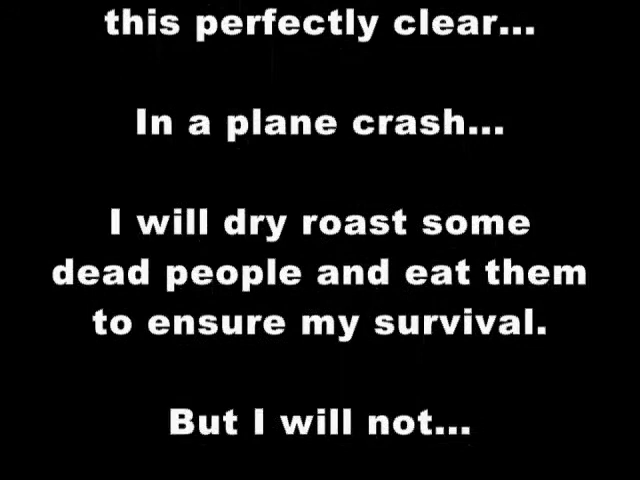 this perfectly clear...
In a plane crash...
I will dry roast some
dead people and eat them
to ensure my survival.
But I will not...